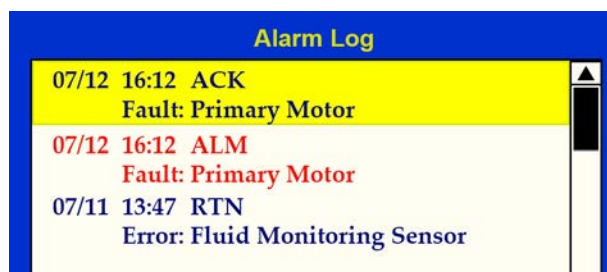 Alarm Log
07/12 16:12 ACK
Fault: Primary Motor
07/12 16:12 ALM
Fault: Primary Motor
07/11 13:47 RTN
Error: Fluid Monitoring Sensor